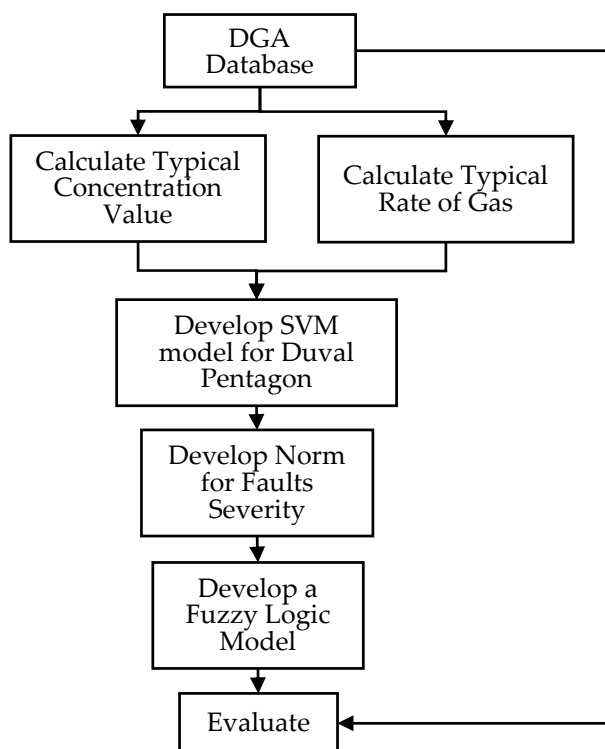 DGA
Database
Calculate Typical
Concentration
Value
Calculate Typical
Rate of Gas
Develop SVM
model for Duval
Pentagon
Develop Norm
for Faults
Severity
Develop a
Fuzzy Logic
Model
Evaluate